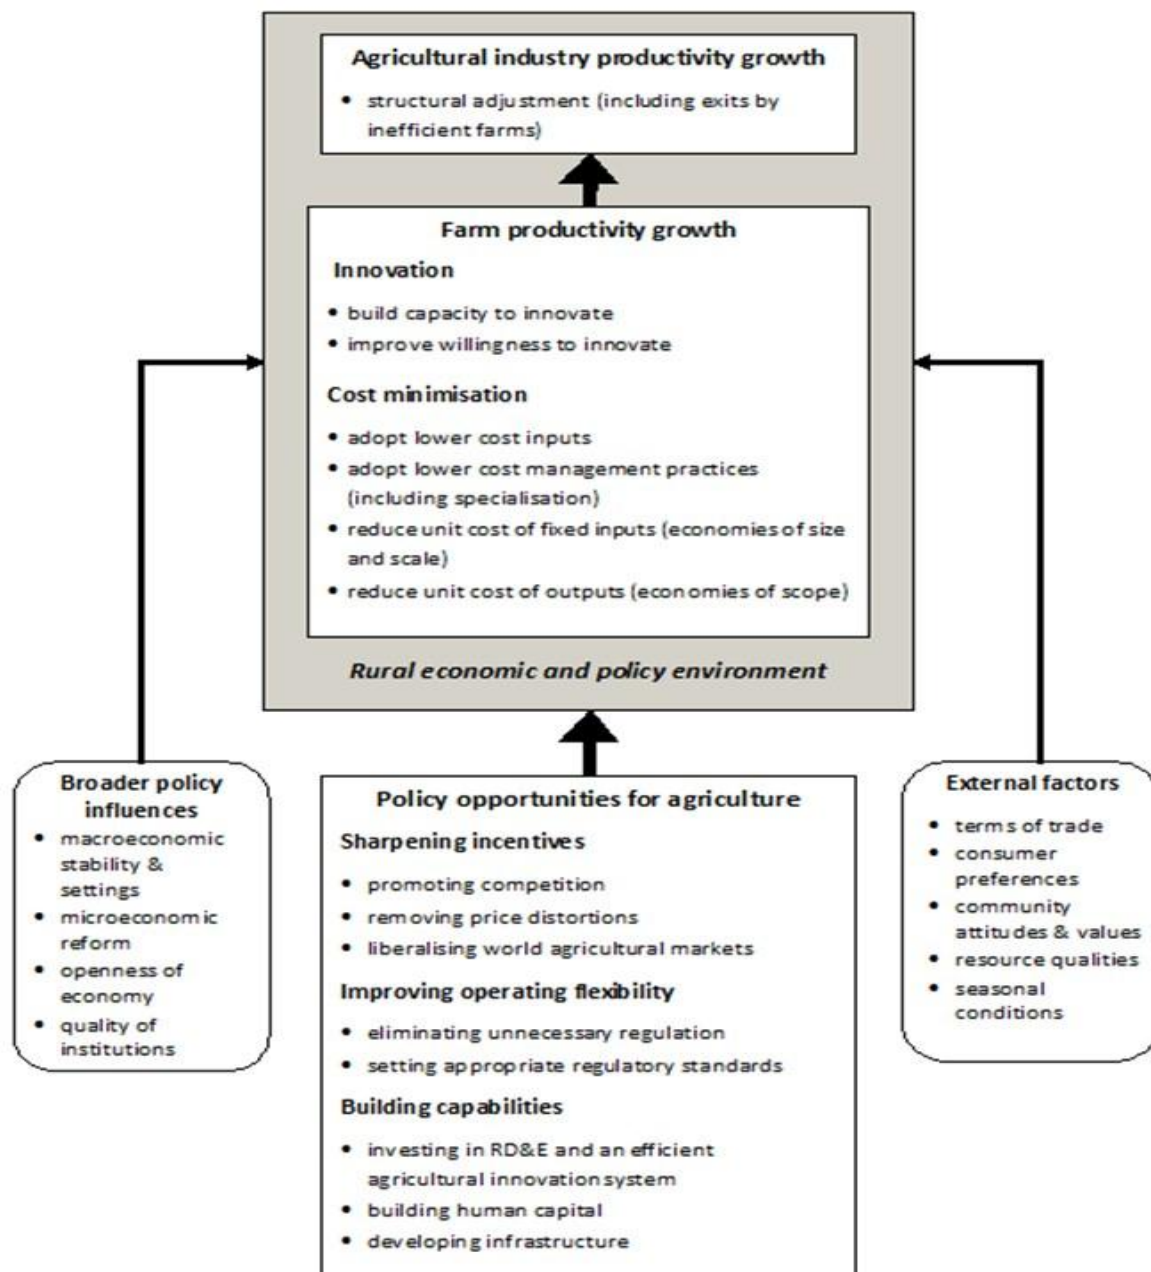 Agricultural industry productivity growth
• structural adjustment (including exits by
inefficient farms)
Farm productivity growth
Innovation
• build capacity to innovate
• improve willingness to innovate
Cost minimisation
• adopt lower cost inputs
• adopt lower cost management practices
(including specialisation)
• reduce unit cost of fixed inputs (economies of size
and scale)
• reduce unit cost of outputs (economies of scope)
Rural economic and policy environment
Broader policy
influences
• macroeconomic
stability &
settings
• microeconomic
reform
• openness of
economy
• quality of
institutions
Policy opportunities for agriculture
Sharpening incentives
• promoting competition
• removing price distortions
• liberalising world agricultural markets
Improving operating flexibility
• eliminating unnecessary regulation
• setting appropriate regulatory standards
Building capabilities
• investing in RD&E and an efficient
agricultural innovation system
• building human capital
• developing infrastructure
External factors
• terms of trade
• consumer
preferences
• community
attitudes & values
• resource qualities
• seasonal
conditions